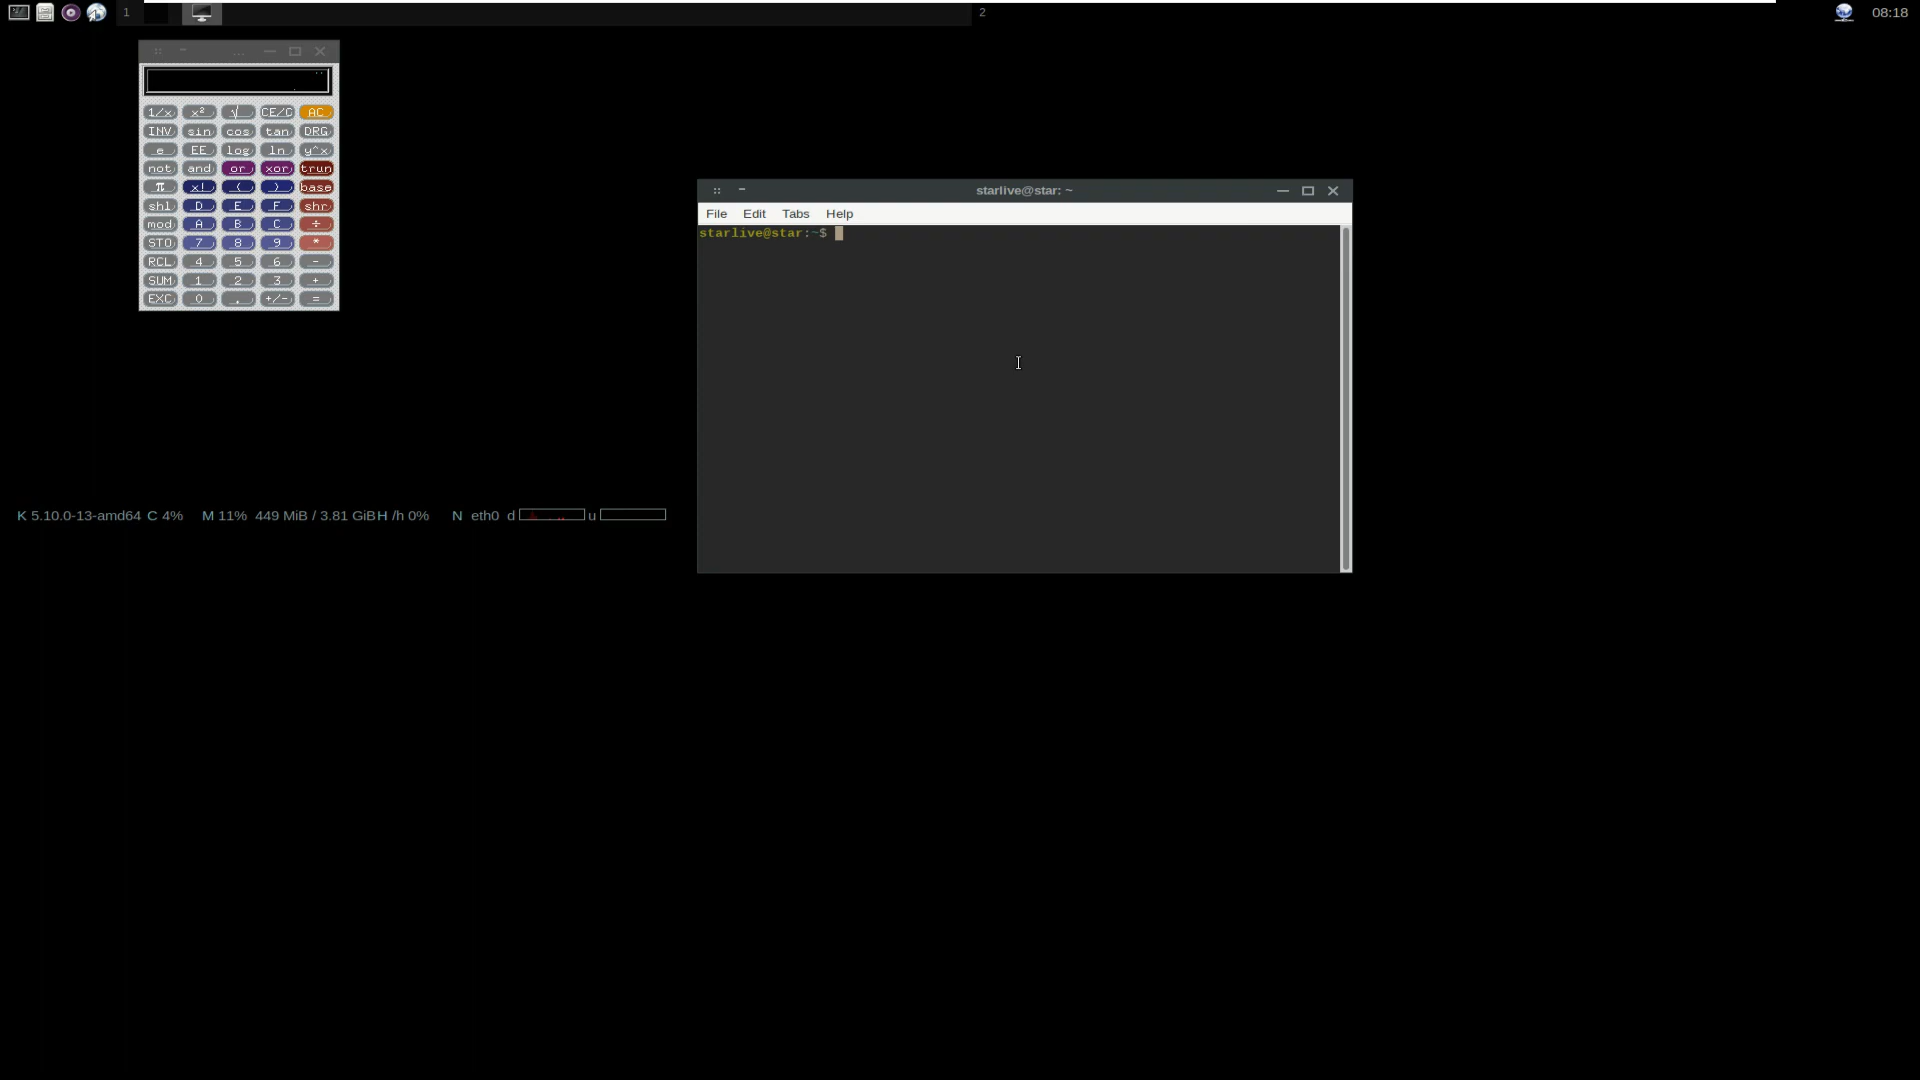 1
2
08:18
...
1/x x² √ CE/C AC
INV sin cos tan DRG
e EE log ln y^x
not and or xor trun
π x! ( ) base
shl D E F shr
mod A B C ÷
STO 7 8 9 *
RCL 4 5 6 -
SUM 1 2 3 +
EXC 0 . +/- =
starlive@star: ~
File Edit Tabs Help
starlive@star:~$
K 5.10.0-13-amd64 C 4% M 11% 449 MiB / 3.81 GiBH /h 0% N eth0 d u